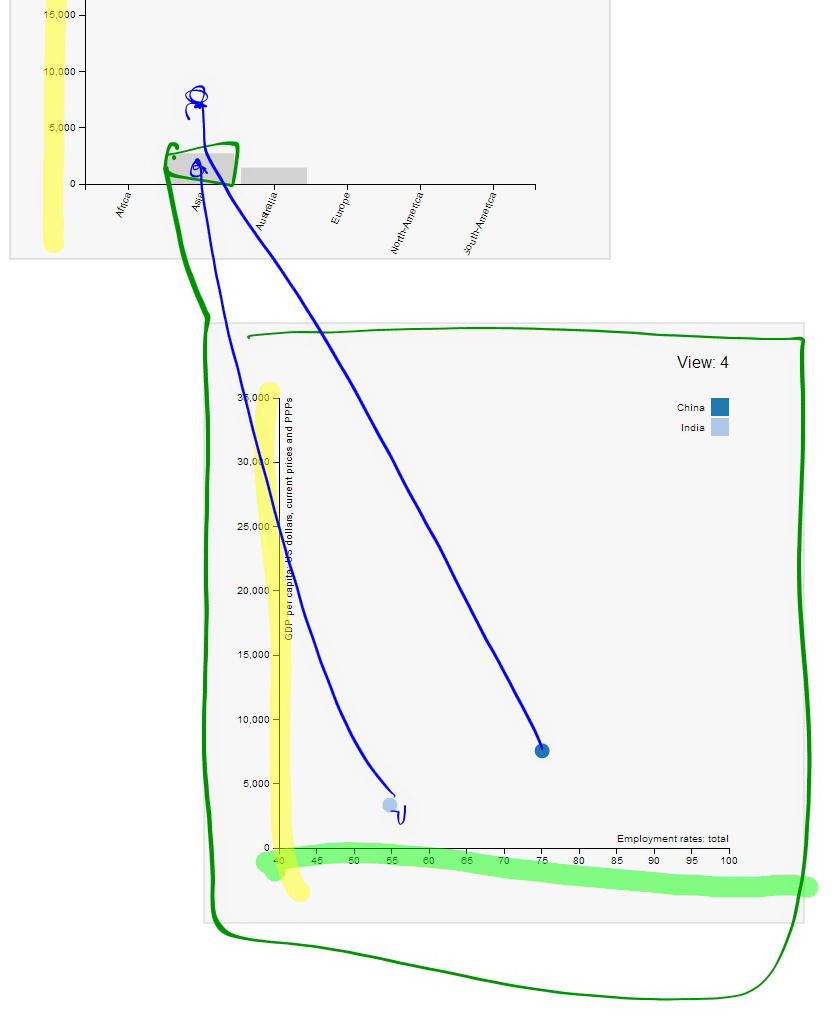 15,000
10,000
5,000
0
Africa
Asia
Australia
Europe
North-America
South-America
View: 4
China
India
35,000
30,000
25,000
20,000
15,000
10,000
5,000
0
GDP per capita: US dollars, current prices and PPPs
Employment rates: total
40 45 50 55 60 65 70 75 80 85 90 95 100